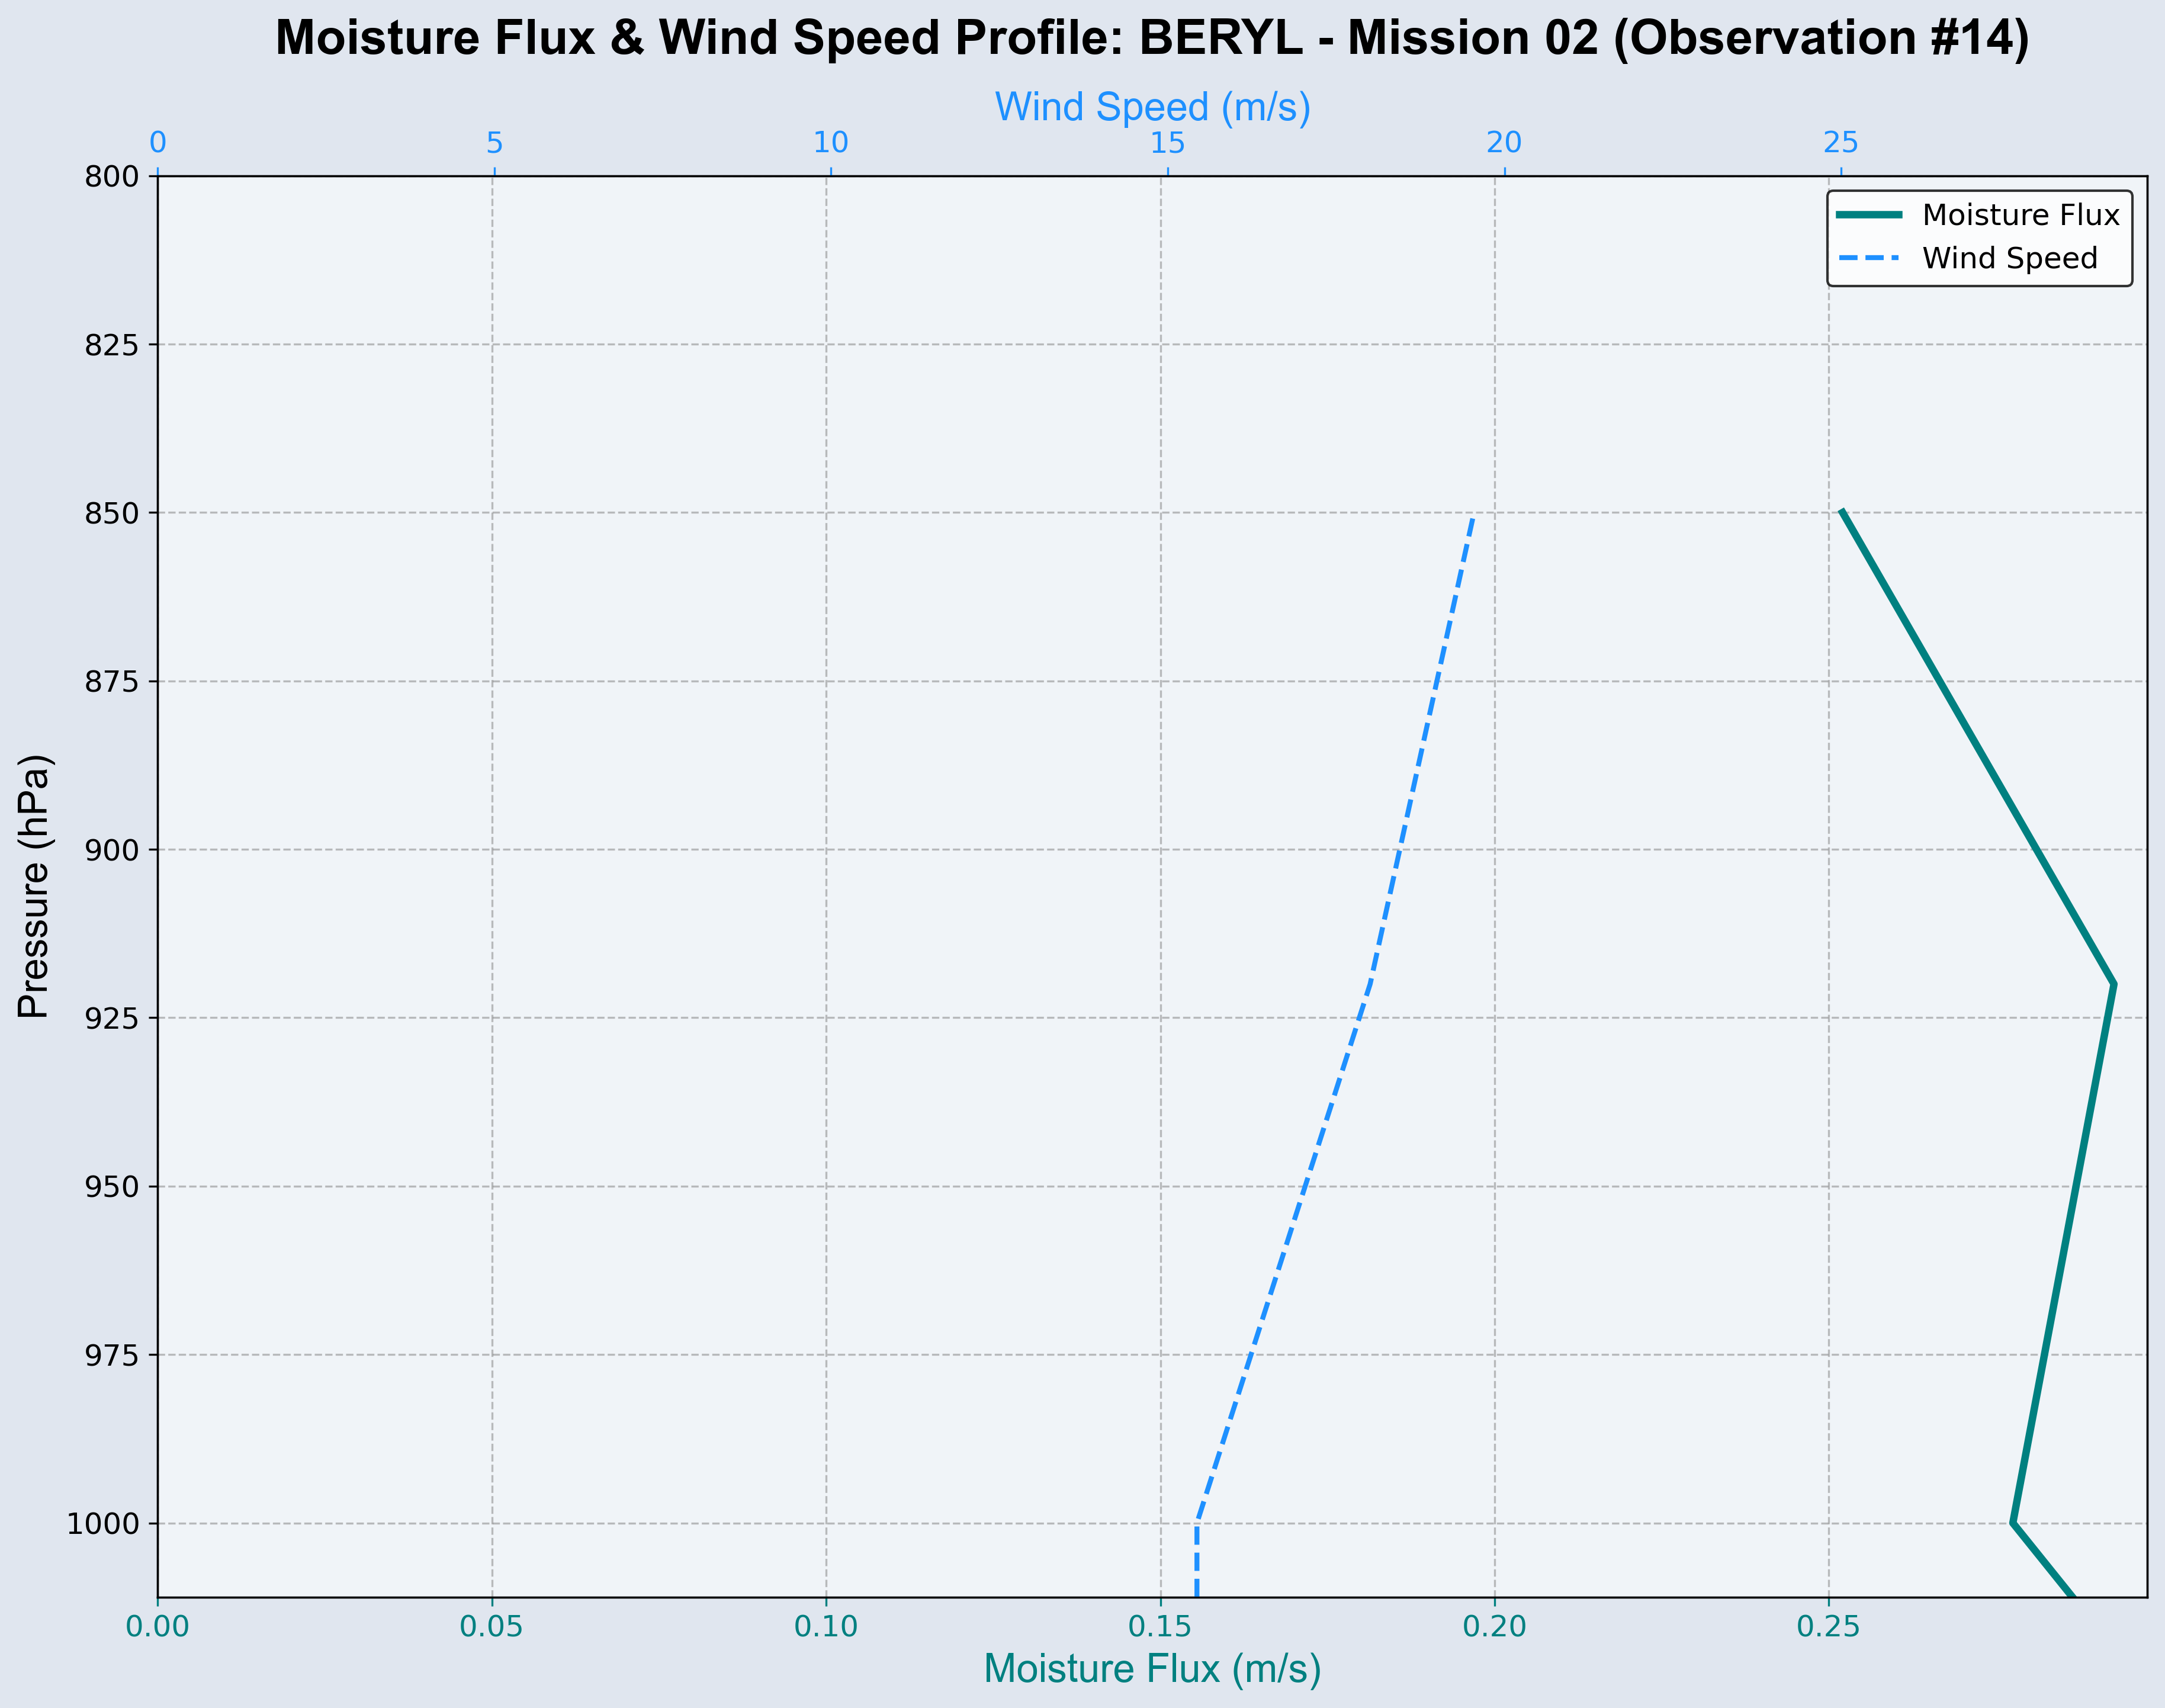 Moisture Flux & Wind Speed Profile: BERYL - Mission 02 (Observation #14)
Wind Speed (m/s)
0 5 10 15 20 25
Moisture Flux
Wind Speed
Pressure (hPa)
800
825
850
875
900
925
950
975
1000
0.00 0.05 0.10 0.15 0.20 0.25
Moisture Flux (m/s)